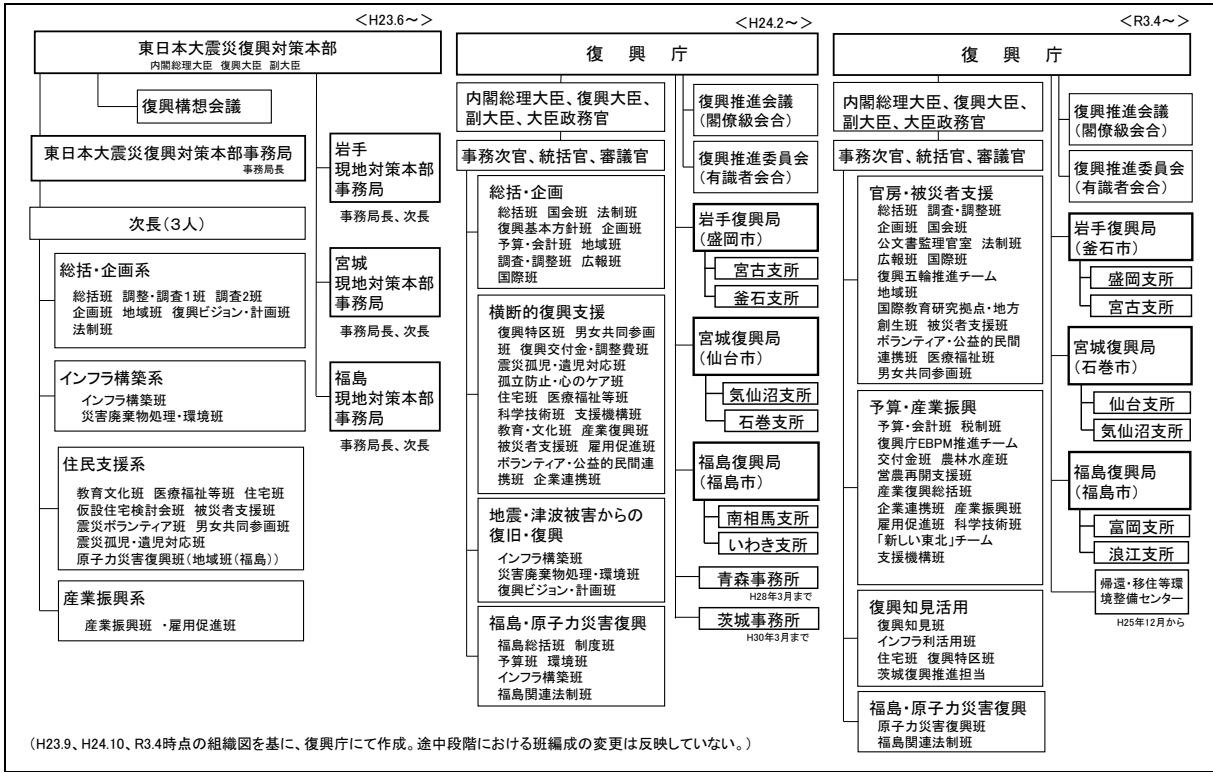 ＜H23.6～＞
東日本大震災復興対策本部
内閣総理大臣 復興大臣 副大臣
復興構想会議
東日本大震災復興対策本部事務局
事務局長
次長(3人)
総括・企画系
総括班 調整・調査1班 調査2班
企画班 地域班 復興ビジョン・計画班
法制班
インフラ構築系
インフラ構築班
災害廃棄物処理・環境班
住民支援系
教育文化班 医療福祉等班 住宅班
仮設住宅検討会班 被災者支援班
震災ボランティア班 男女共同参画班
震災孤児・遺児対応班
原子力災害復興班(地域班(福島))
産業振興系
産業振興班 ・雇用促進班
岩手
現地対策本部
事務局
事務局長、次長
宮城
現地対策本部
事務局
事務局長、次長
福島
現地対策本部
事務局
事務局長、次長
＜H24.2～＞
復 興 庁
内閣総理大臣、復興大臣、
副大臣、大臣政務官
事務次官、統括官、審議官
総括・企画
総括班 国会班 法制班
復興基本方針班 企画班
予算・会計班 地域班
調査・調整班 広報班
国際班
横断的復興支援
復興特区班 男女共同参画
班 復興交付金・調整費班
震災孤児・遺児対応班
孤立防止・心のケア班
住宅班 医療福祉等班
科学技術班 支援機構班
教育・文化班 産業復興班
被災者支援班 雇用促進班
ボランティア・公益的民間連
携班 企業連携班
地震・津波被害からの
復旧・復興
インフラ構築班
災害廃棄物処理・環境班
復興ビジョン・計画班
福島・原子力災害復興
福島総括班 制度班
予算班 環境班
インフラ構築班
福島関連法制班
復興推進会議
(閣僚級会合)
復興推進委員会
(有識者会合)
岩手復興局
(盛岡市)
宮古支所
釜石支所
宮城復興局
(仙台市)
気仙沼支所
石巻支所
福島復興局
(福島市)
南相馬支所
いわき支所
青森事務所
H28年3月まで
茨城事務所
H30年3月まで
＜R3.4～＞
復 興 庁
内閣総理大臣、復興大臣、
副大臣、大臣政務官
事務次官、統括官、審議官
官房・被災者支援
総括班 調査・調整班
企画班 国会班
公文書監理官室 法制班
広報班 国際班
復興五輪推進チーム
地域班
国際教育研究拠点・地方
創生班 被災者支援班
ボランティア・公益的民間
連携班 医療福祉班
男女共同参画班
予算・産業振興
予算・会計班 税制班
復興庁EBPM推進チーム
交付金班 農林水産班
営農再開支援班
産業復興総括班
企業連携班 産業振興班
雇用促進班 科学技術班
「新しい東北」チーム
支援機構班
復興知見活用
復興知見班
インフラ利活用班
住宅班 復興特区班
茨城復興推進担当
福島・原子力災害復興
原子力災害復興班
福島関連法制班
復興推進会議
(閣僚級会合)
復興推進委員会
(有識者会合)
岩手復興局
(釜石市)
盛岡支所
宮古支所
宮城復興局
(石巻市)
仙台支所
気仙沼支所
福島復興局
(福島市)
富岡支所
浪江支所
帰還・移住等環
境整備センター
H25年12月から
(H23.9、H24.10、R3.4時点の組織図を基に、復興庁にて作成。途中段階における班編成の変更は反映していない。)